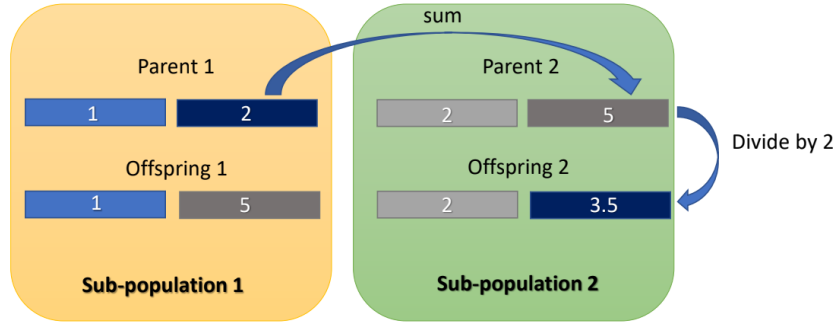 sum
Parent 1
Parent 2
1 2 2 5
Divide by 2
Offspring 1
Offspring 2
1 5 2 3.5
Sub-population 1
Sub-population 2